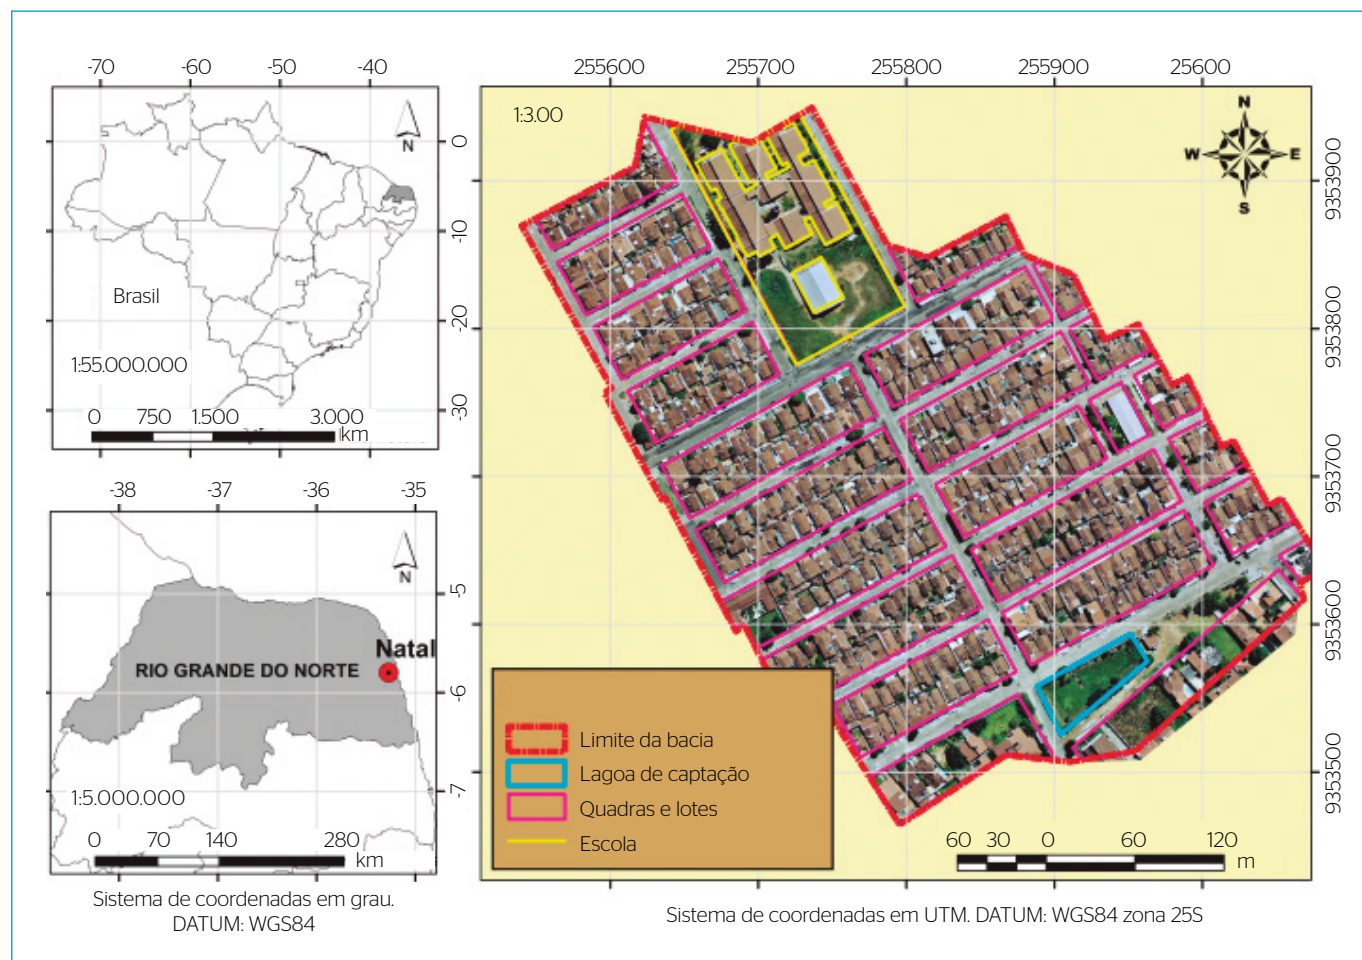 -70 -60 -50 -40
0
-10
-20
-30
N
Brasil
1:55.000.000
0 750 1.500 3.000
km
-38 -37 -36 -35
-5
-6
-7
N
Natal
RIO GRANDE DO NORTE
1:5.000.000
0 70 140 280
km
Sistema de coordenadas em grau.
DATUM: WGS84
255600 255700 255800 255900 25600
1:3.00
N
W E
S
9353900
9353800
9353700
9353600
9353500
Limite da bacia
Lagoa de captação
Quadras e lotes
Escola
60 30 0 60 120
m
Sistema de coordenadas em UTM. DATUM: WGS84 zona 25S